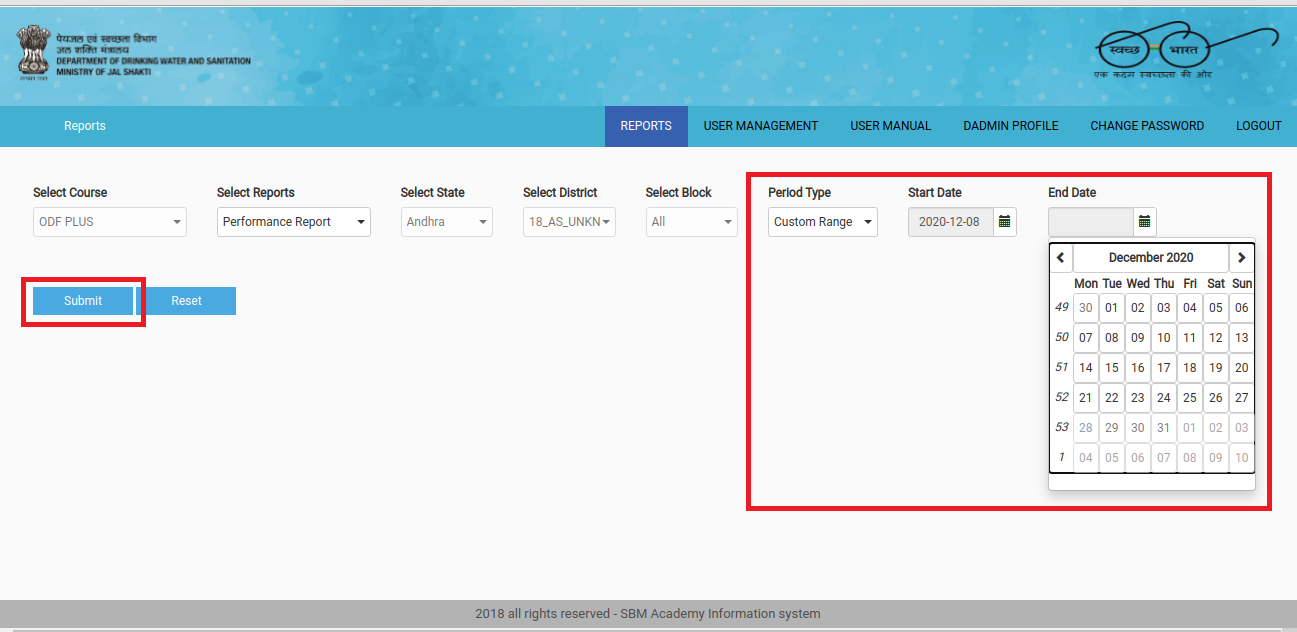 पेयजल एवं स्वच्छता विभाग
जल शक्ति मंत्रालय
DEPARTMENT OF DRINKING WATER AND SANITATION
MINISTRY OF JAL SHAKTI
स्वच्छ भारत
एक कदम स्वच्छता की ओर
Reports REPORTS USER MANAGEMENT USER MANUAL DADMIN PROFILE CHANGE PASSWORD LOGOUT
Select Course Select Reports Select State Select District Select Block Period Type Start Date End Date
ODF PLUS Performance Report Andhra 18_AS_UNKN All Custom Range 2020-12-08
December 2020
Mon Tue Wed Thu Fri Sat Sun
49 30 01 02 03 04 05 06
50 07 08 09 10 11 12 13
51 14 15 16 17 18 19 20
52 21 22 23 24 25 26 27
53 28 29 30 31 01 02 03
1 04 05 06 07 08 09 10
Submit Reset
2018 all rights reserved - SBM Academy Information system